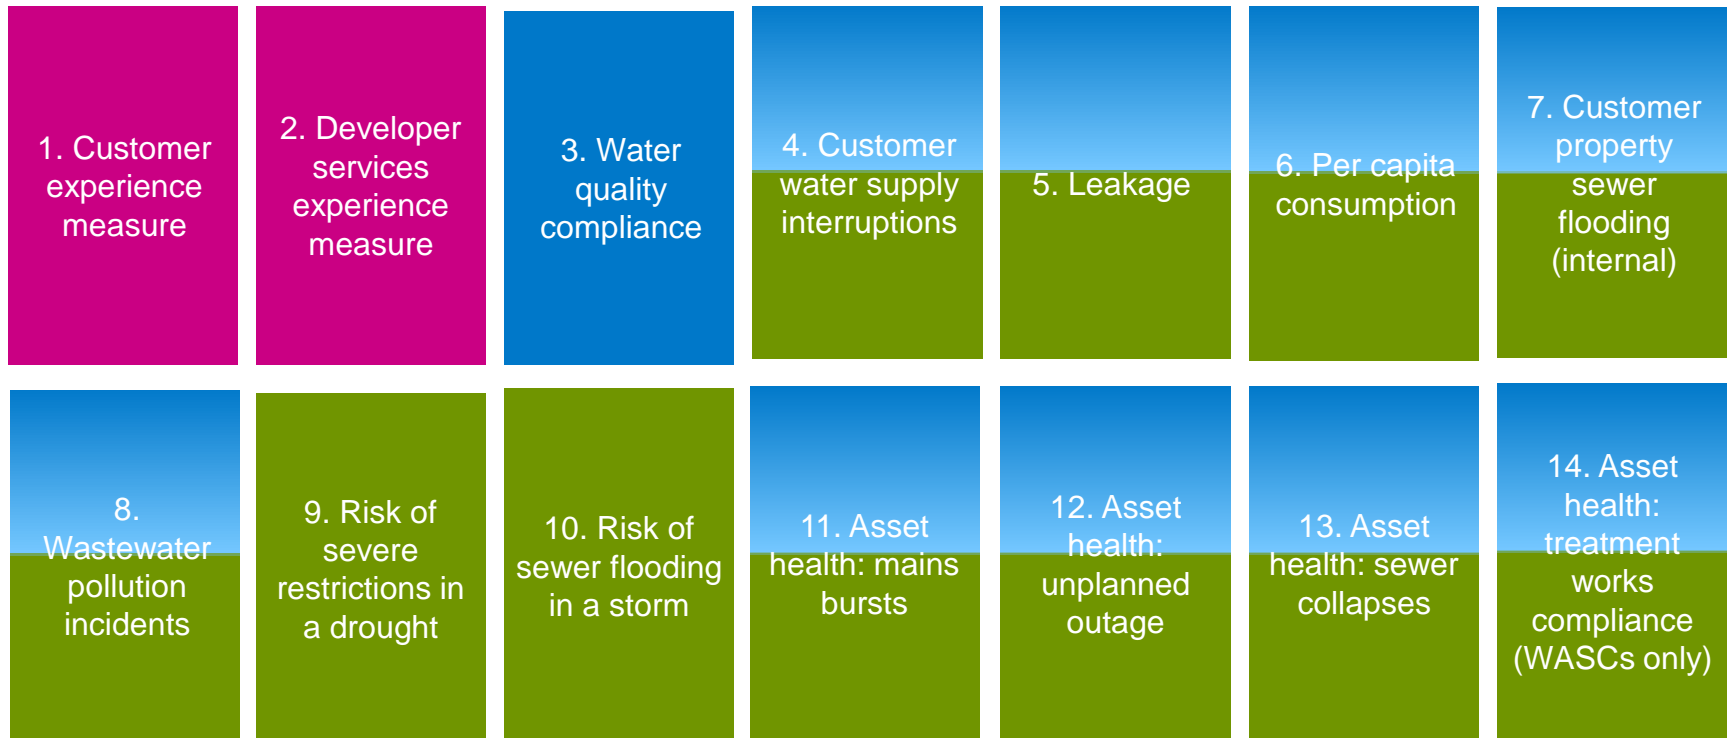 1. Customer
experience
measure
2. Developer
services
experience
measure
3. Water
quality
compliance
4. Customer
water supply
interruptions
5. Leakage
6. Per capita
consumption
7. Customer
property
sewer
flooding
(internal)
8.
Wastewater
pollution
incidents
9. Risk of
severe
restrictions in
a drought
10. Risk of
sewer flooding
in a storm
11. Asset
health: mains
bursts
12. Asset
health:
unplanned
outage
13. Asset
health: sewer
collapses
14. Asset
health:
treatment
works
compliance
(WASCs only)